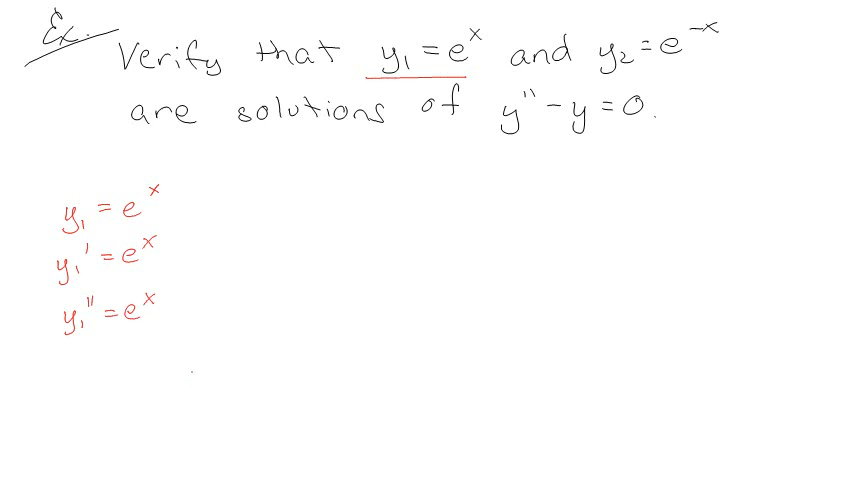 Ex. Verify that y₁ = eˣ and y₂ = e⁻ˣ
are solutions of y'' - y = 0.
y₁ = eˣ
y₁' = eˣ
y₁'' = eˣ